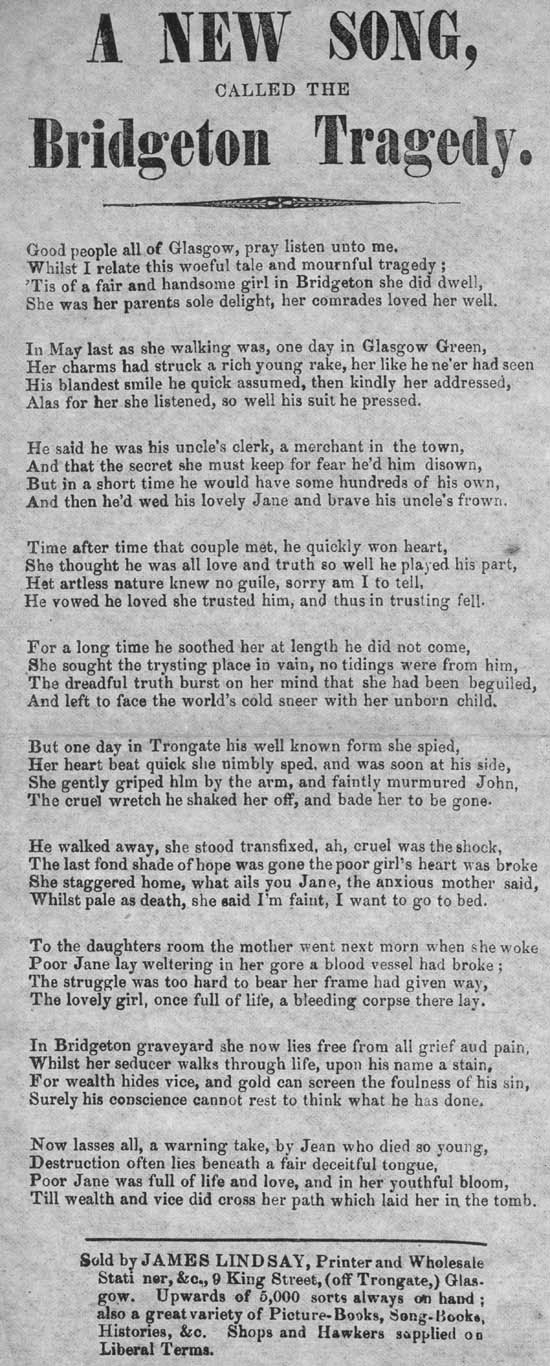 A NEW SONG,
CALLED THE
Bridgeton Tragedy.
Good people all of Glasgow, pray listen unto me.
Whilst I relate this woeful tale and mournful tragedy ;
'Tis of a fair and handsome girl in Bridgeton she did dwell,
She was her parents sole delight, her comrades loved her well.
In May last as she walking was, one day in Glasgow Green,
Her charms had struck a rich young rake, her like he ne'er had seen
His blandest smile he quick assumed, then kindly her addressed,
Alas for her she listened, so well his suit he pressed.
He said he was his uncle's clerk, a merchant in the town,
And that the secret she must keep for fear he'd him disown,
But in a short time he would have some hundreds of his own,
And then he'd wed his lovely Jane and brave his uncle's frown.
Time after time that couple met, he quickly won heart,
She thought he was all love and truth so well he played his part,
Het artless nature knew no guile, sorry am I to tell,
He vowed he loved she trusted him, and thus in trusting fell.
For a long time he soothed her at length he did not come,
She sought the trysting place in vain, no tidings were from him,
The dreadful truth burst on her mind that she had been beguiled,
And left to face the world's cold sneer with her unborn child.
But one day in Trongate his well known form she spied,
Her heart beat quick she nimbly sped, and was soon at his side,
She gently griped hlm by the arm, and faintly murmured John,
The cruel wretch he shaked her off, and bade her to be gone.
He walked away, she stood transfixed, ah, cruel was the shock,
The last fond shade of hope was gone the poor girl's heart was broke
She staggered home, what ails you Jane, the anxious mother said,
Whilst pale as death, she said I'm faint, I want to go to bed.
To the daughters room the mother went next morn when she woke
Poor Jane lay weltering in her gore a blood vessel had broke ;
The struggle was too hard to bear her frame had given way,
The lovely girl, once full of life, a bleeding corpse there lay.
In Bridgeton graveyard she now lies free from all grief aud pain,
Whilst her seducer walks through life, upon his name a stain,
For wealth hides vice, and gold can screen the foulness of his sin,
Surely his conscience cannot rest to think what he has done.
Now lasses all, a warning take, by Jean who died so young,
Destruction often lies beneath a fair deceitful tongue,
Poor Jane was full of life and love, and in her youthful bloom,
Till wealth and vice did cross her path which laid her in the tomb.
Sold by JAMES LINDSAY, Printer and Wholesale
Stati ner, &c., 9 King Street, (off Trongate,) Glas-
gow. Upwards of 5,000 sorts always on hand ;
also a great variety of Picture-Books, Song-Books,
Histories, &c. Shops and Hawkers sapplied on
Liberal Terms.